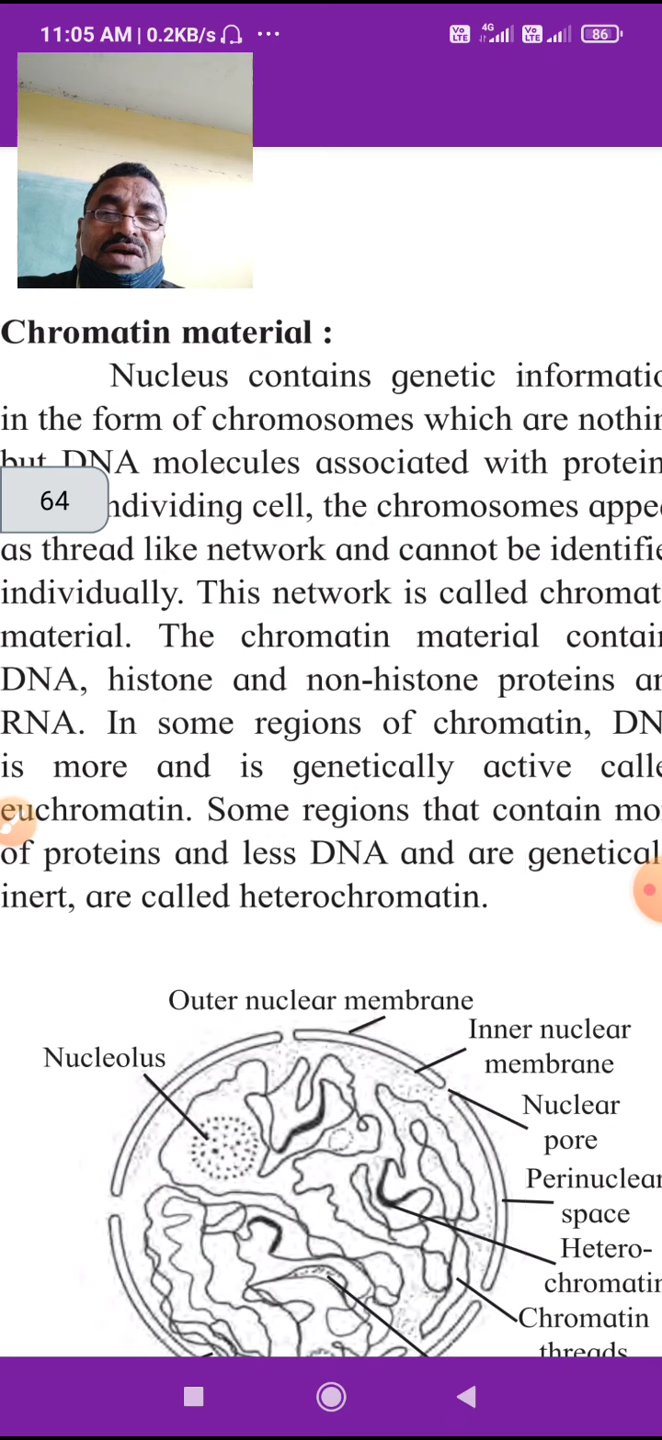 11:05 AM | 0.2KB/s
Vo LTE 4G Vo LTE 86
Chromatin material :
Nucleus contains genetic informatio
in the form of chromosomes which are nothin
but DNA molecules associated with protein
64
ndividing cell, the chromosomes appe
as thread like network and cannot be identifie
individually. This network is called chromat
material. The chromatin material contain
DNA, histone and non-histone proteins an
RNA. In some regions of chromatin, DN
is more and is genetically active calle
euchromatin. Some regions that contain mo
of proteins and less DNA and are genetical
inert, are called heterochromatin.
Outer nuclear membrane
Inner nuclear
membrane
Nucleolus
Nuclear
pore
Perinuclear
space
Hetero-
chromatin
Chromatin
threads